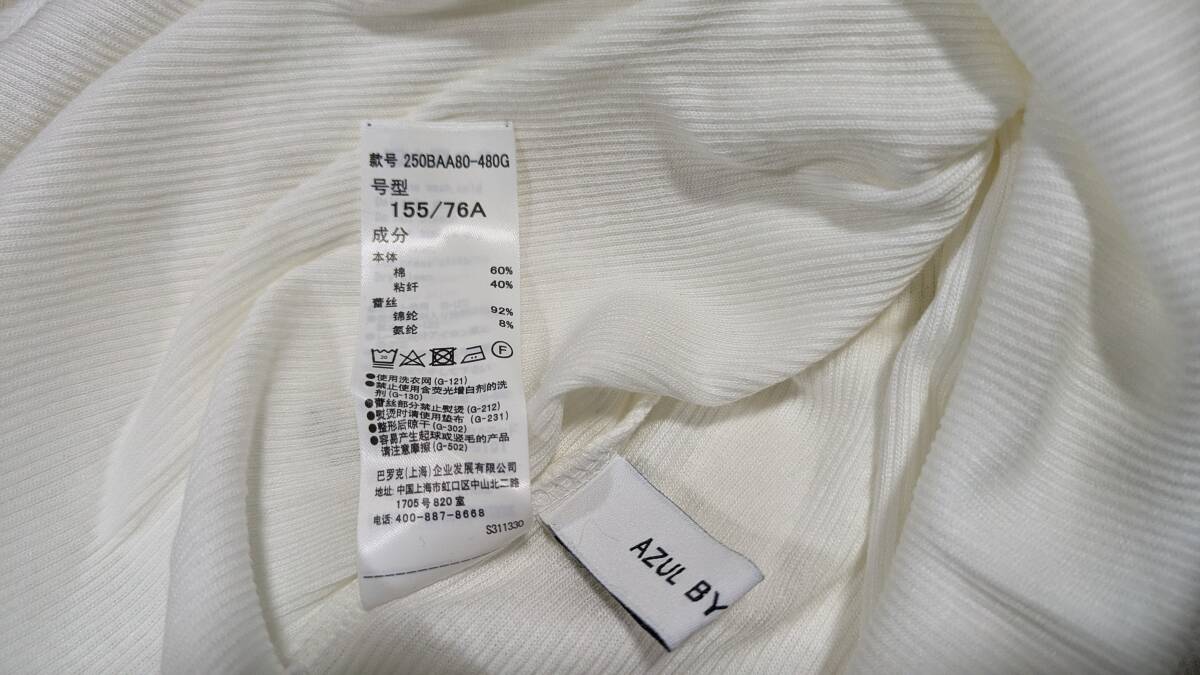 款号 250BAA80-480G
号型
155/76A
成分
本体
棉 60%
粘纤 40%
蕾丝
锦纶 92%
氨纶 8%
20
F
●使用洗衣网(G-121)
●禁止使用含荧光增白剂的洗
剂(G-130)
●蕾丝部分禁止熨烫(G-212)
●熨烫时请使用垫布(G-231)
●整形后晾干(G-302)
●容易产生起球或竖毛的产品
请注意摩擦(G-502)
巴罗克(上海)企业发展有限公司
地址:中国上海市虹口区中山北二路
1705号820室
电话:400-887-8668
S311330
AZUL BY